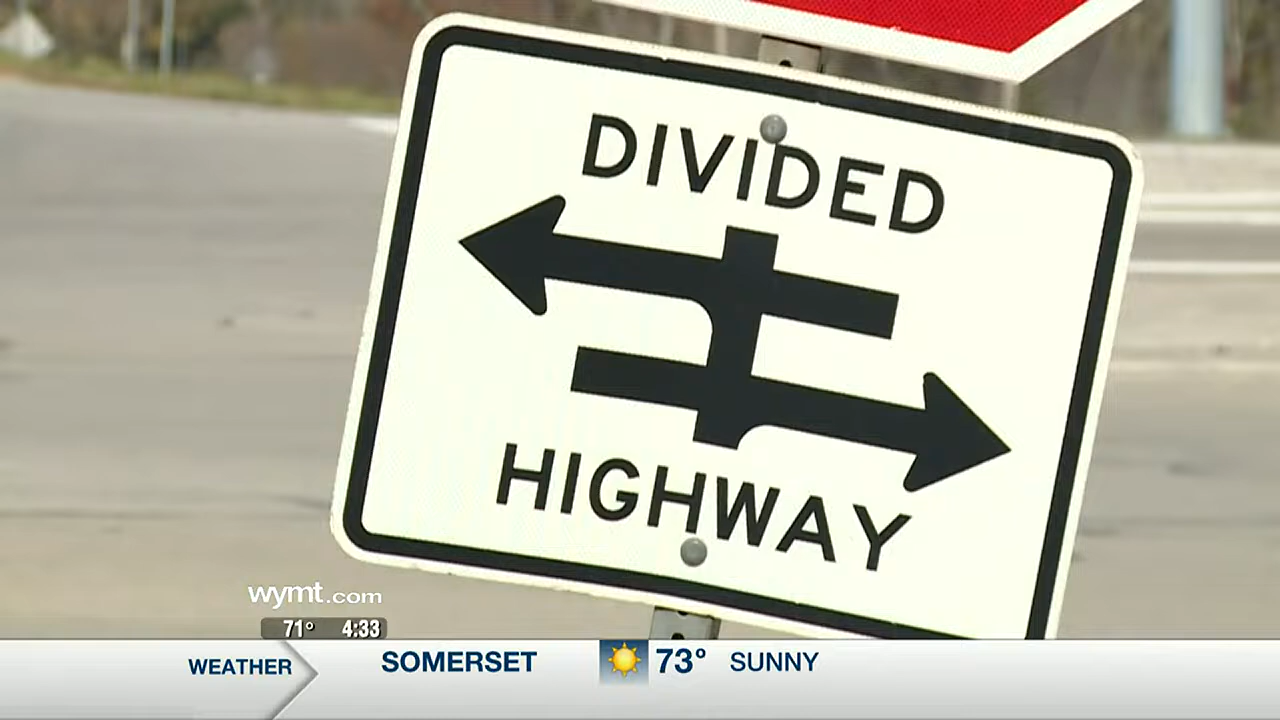 DIVIDED
HIGHWAY
wymt.com
71° 4:33
WEATHER SOMERSET 73° SUNNY